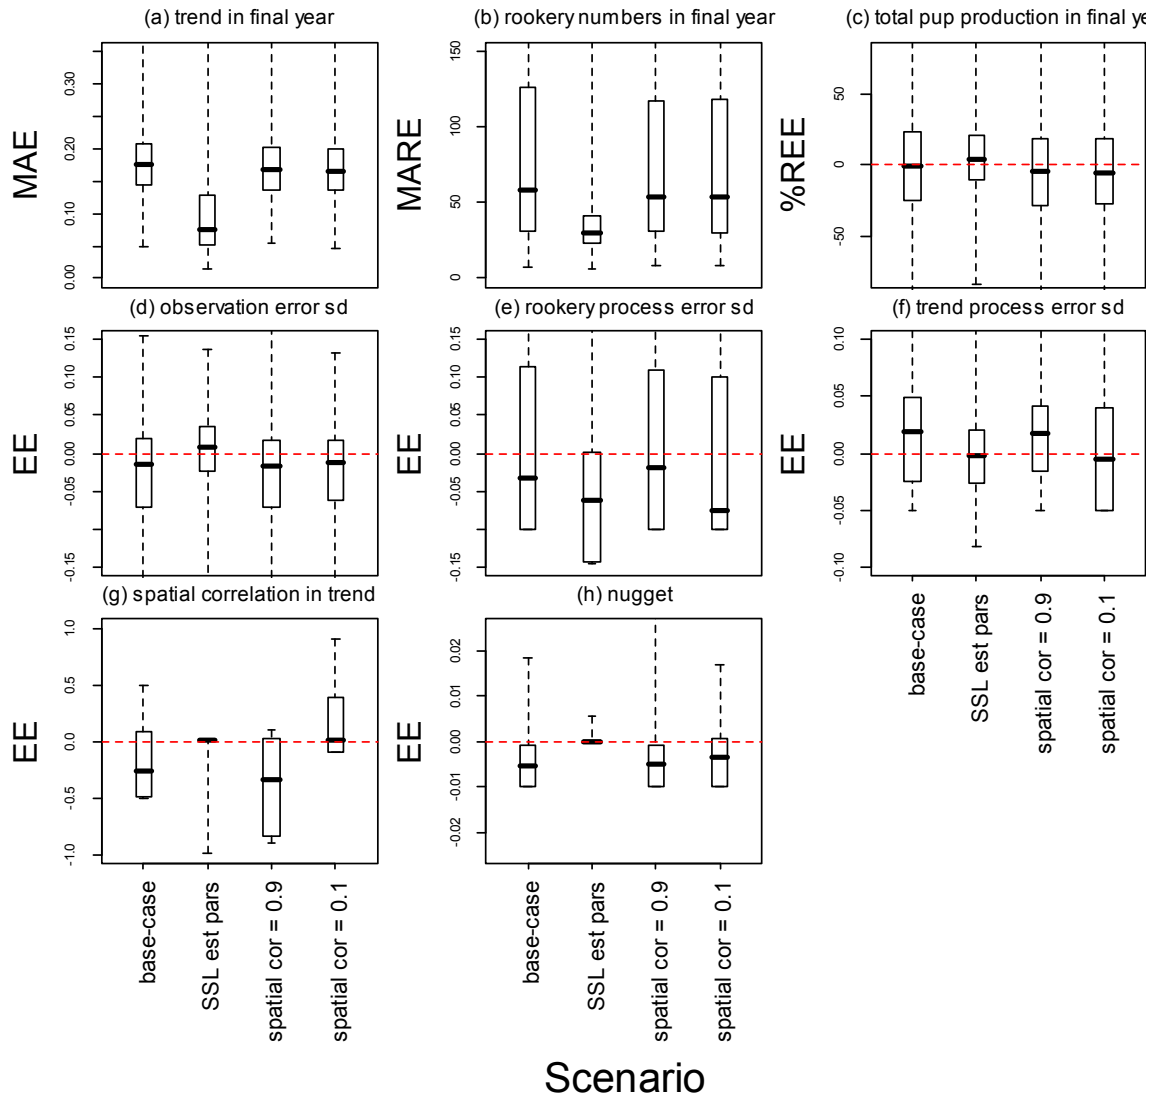 (a) trend in final year
(b) rookery numbers in final year
(c) total pup production in final ye
MAE
0.00
0.10
0.20
0.30
MARE
0
50
100
150
%REE
-50
0
50
(d) observation error sd
(e) rookery process error sd
(f) trend process error sd
EE
-0.15
-0.05
0.00
0.05
0.10
0.15
EE
-0.15
-0.05
0.00
0.05
0.10
0.15
EE
-0.10
-0.05
0.00
0.05
0.10
(g) spatial correlation in trend
(h) nugget
EE
-1.0
-0.5
0.0
0.5
1.0
EE
-0.02
-0.01
0.00
0.01
0.02
base-case
SSL est pars
spatial cor = 0.9
spatial cor = 0.1
base-case
SSL est pars
spatial cor = 0.9
spatial cor = 0.1
base-case
SSL est pars
spatial cor = 0.9
spatial cor = 0.1
Scenario